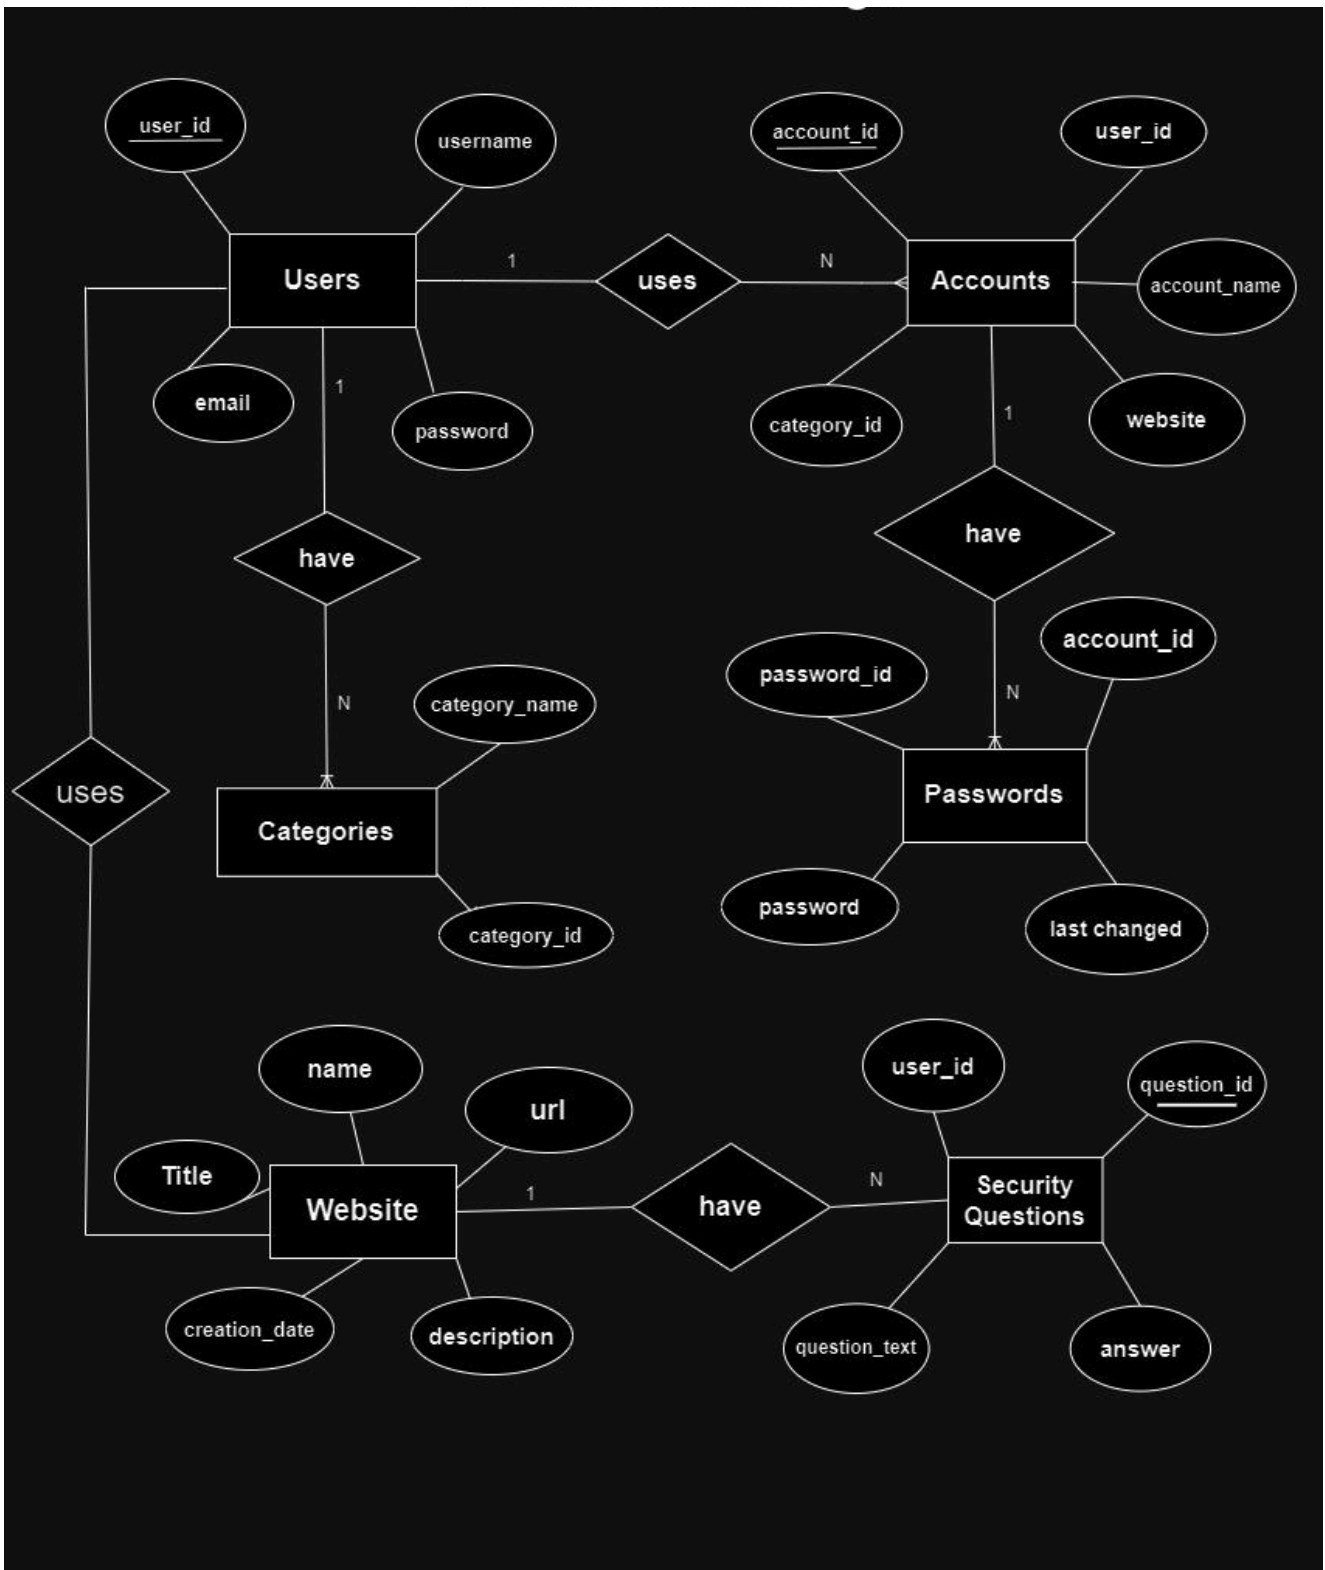 user_id
username
account_id
user_id
Users
1
uses
N
Accounts
account_name
email
1
password
category_id
1
website
have
have
N
category_name
password_id
account_id
N
uses
Categories
Passwords
category_id
password
last changed
name
url
user_id
question_id
Title
Website
1
have
N
Security
Questions
creation_date
description
question_text
answer